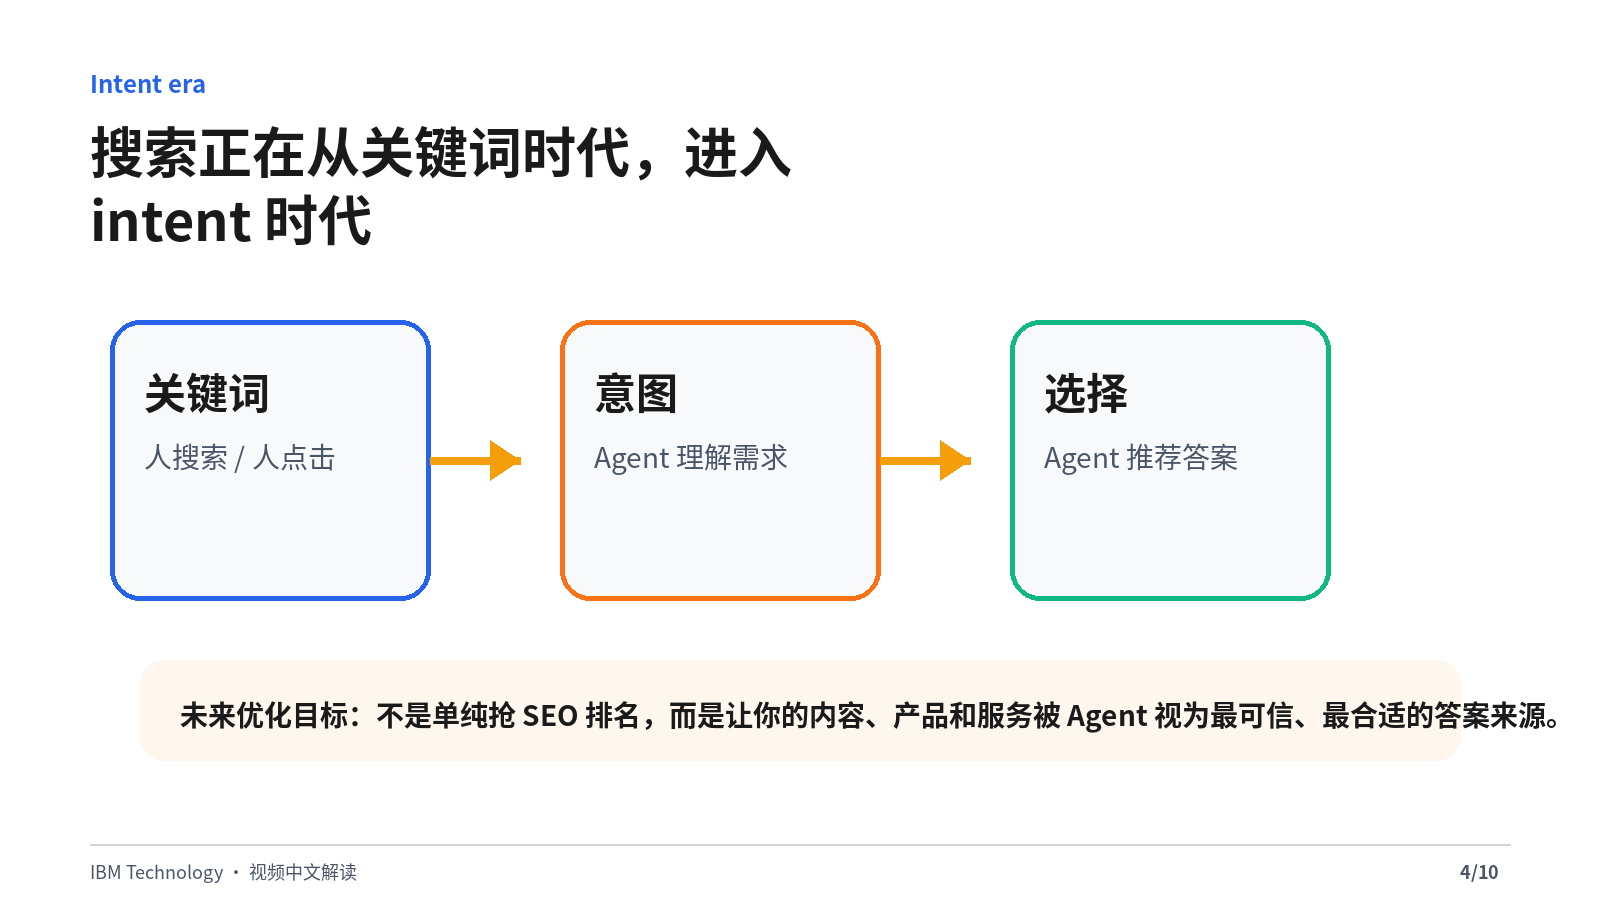 Intent era
搜索正在从关键词时代，进入
intent 时代
关键词
人搜索 / 人点击
意图
Agent 理解需求
选择
Agent 推荐答案
未来优化目标：不是单纯抢 SEO 排名，而是让你的内容、产品和服务被 Agent 视为最可信、最合适的答案来源。
IBM Technology · 视频中文解读
4/10